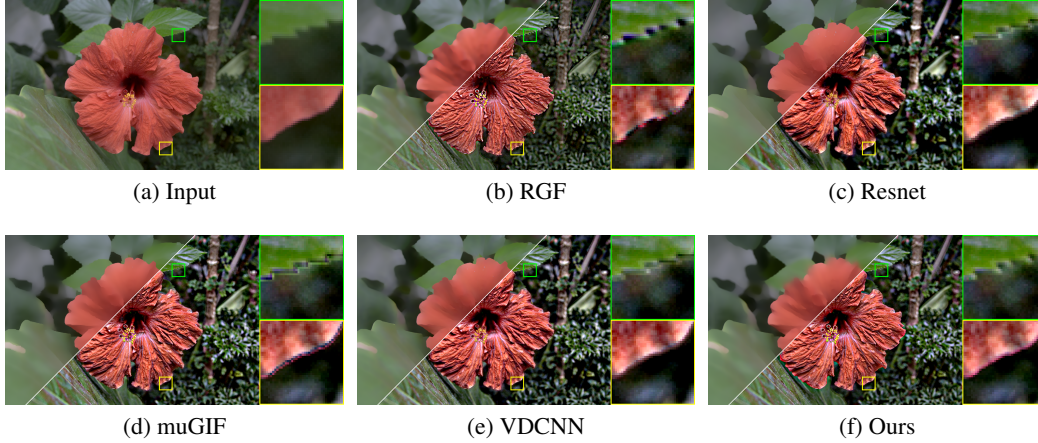 (a) Input
(b) RGF
(c) Resnet
(d) muGIF
(e) VDCNN
(f) Ours